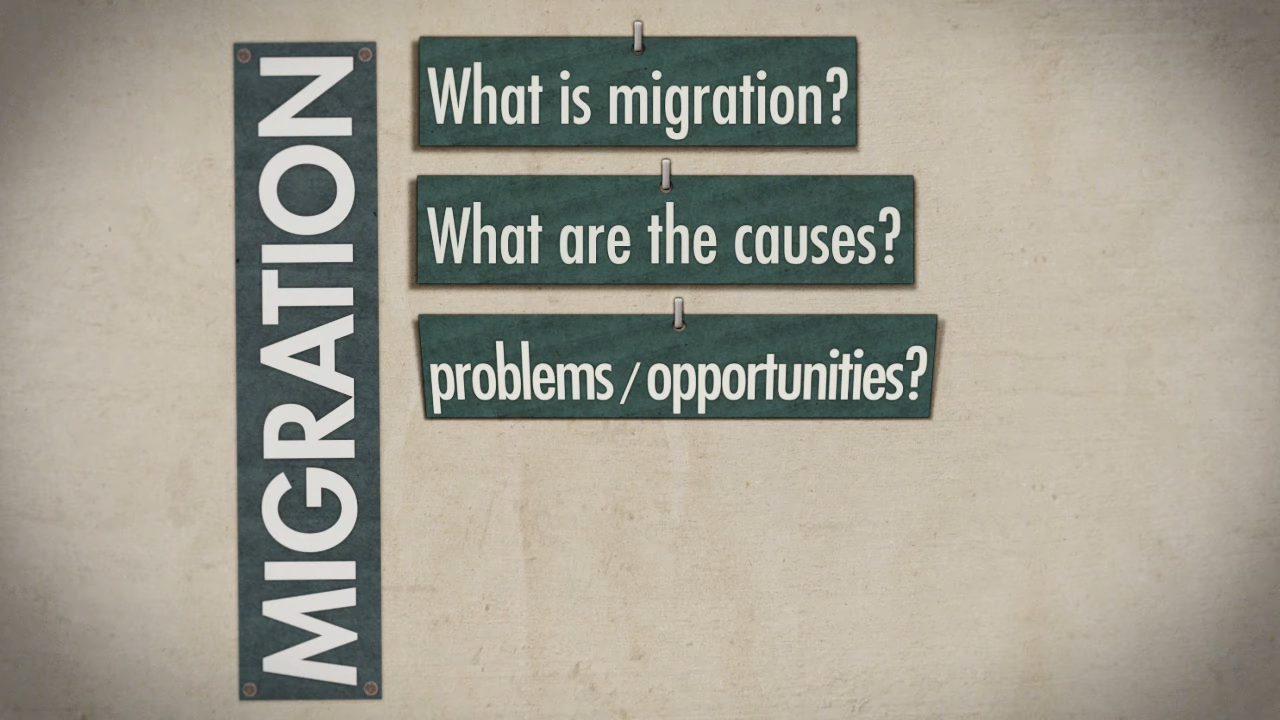 MIGRATION
What is migration?
What are the causes?
problems / opportunities?